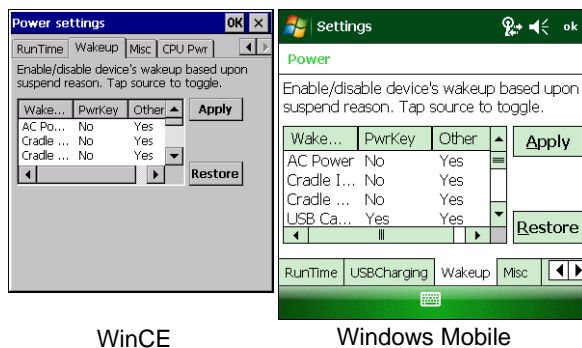 Power settings OK ×
RunTime Wakeup Misc CPU Pwr
Enable/disable device's wakeup based upon
suspend reason. Tap source to
toggle.
Wake... PwrKey Other
AC Po... No Yes
Cradle ... No Yes
Cradle ... No Yes
Apply
Restore
WinCE
Settings ok
Power
Enable/disable device's wakeup based upon
suspend reason. Tap source to toggle.
Wake... PwrKey Other
AC Power No Yes
Cradle I... No Yes
Cradle ... No Yes
USB Ca... Yes Yes
Apply
Restore
RunTime USBCharging Wakeup Misc
Windows Mobile